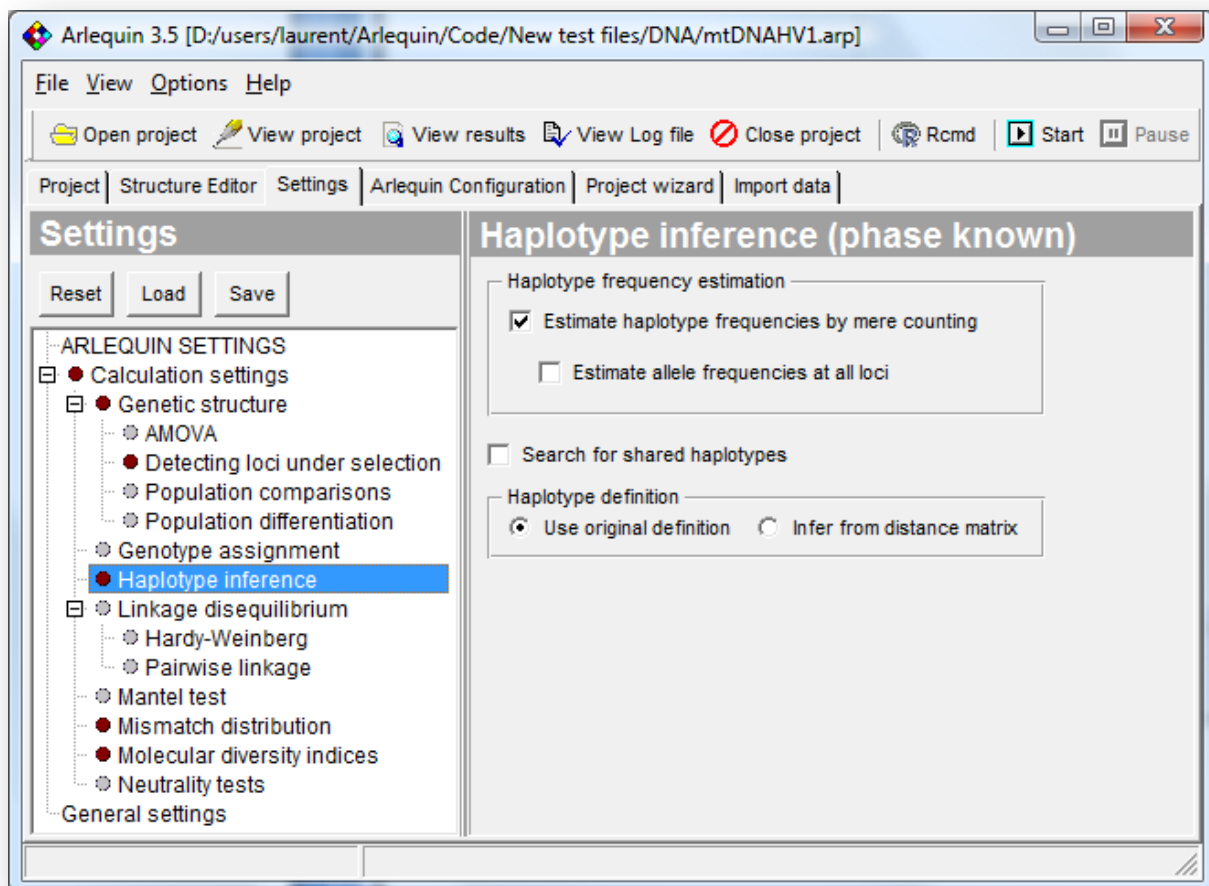 Arlequin 3.5 [D:/users/laurent/Arlequin/Code/New test files/DNA/mtDNAHV1.arp]
File View Options Help
Open project View project View results View Log file Close project Rcmd Start Pause
Project Structure Editor Settings Arlequin Configuration Project wizard Import data
Settings
Reset Load Save
ARLEQUIN SETTINGS
Calculation settings
Genetic structure
AMOVA
Detecting loci under selection
Population comparisons
Population differentiation
Genotype assignment
Haplotype inference
Linkage disequilibrium
Hardy-Weinberg
Pairwise linkage
Mantel test
Mismatch distribution
Molecular diversity indices
Neutrality tests
General settings
Haplotype inference (phase known)
Haplotype frequency estimation
Estimate haplotype frequencies by mere counting
Estimate allele frequencies at all loci
Search for shared haplotypes
Haplotype definition
Use original definition Infer from distance matrix